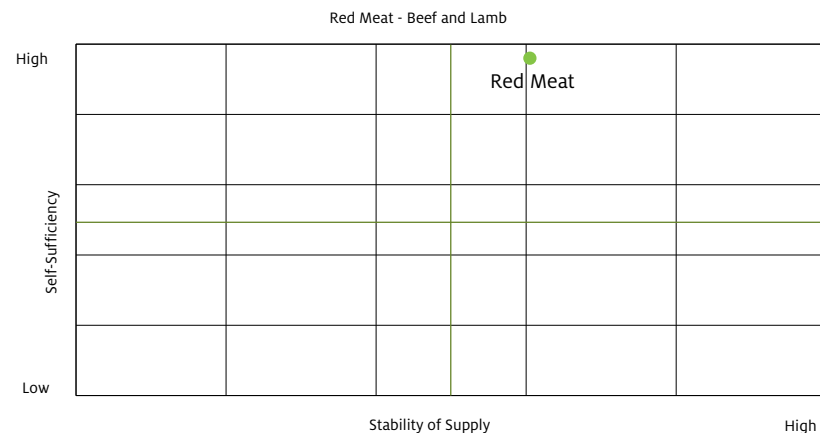 Red Meat - Beef and Lamb
High
Red Meat
Self-Sufficiency
Low
Stability of Supply
High